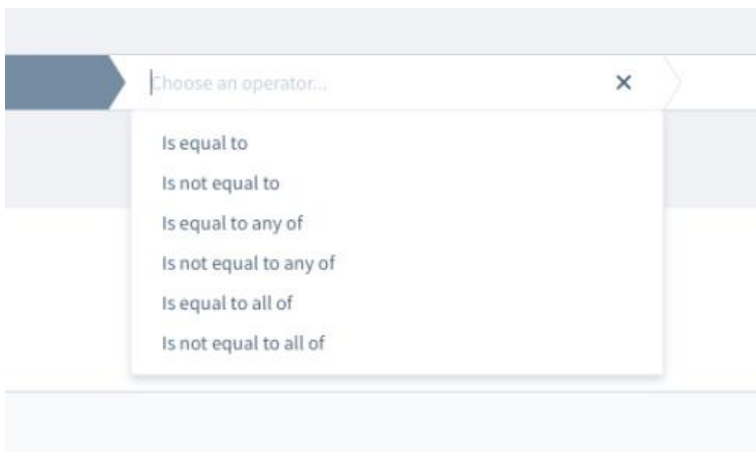 Choose an operator...
Is equal to
Is not equal to
Is equal to any of
Is not equal to any of
Is equal to all of
Is not equal to all of